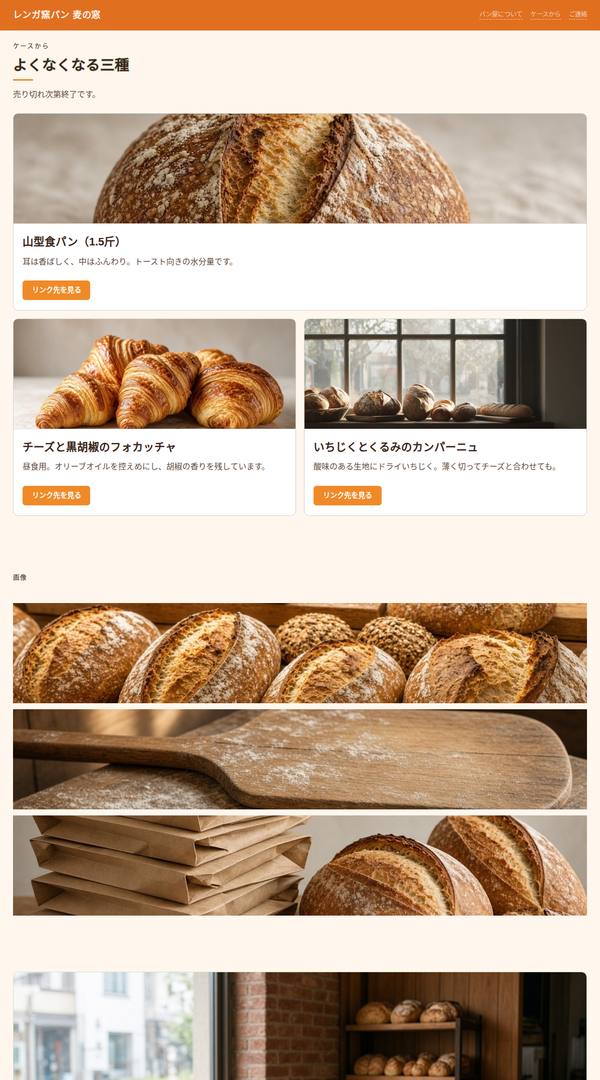 レンガ窯パン 麦の窓
パン屋について ケースから ご連絡
ケースから
よくなくなる三種
売り切れ次第終了です。
山型食パン（1.5斤）
耳は香ばしく、中はふんわり。トースト向きの水分量です。
リンク先を見る
チーズと黒胡椒のフォカッチャ
昼食用。オリーブオイルを控えめにし、胡椒の香りを残しています。
リンク先を見る
いちじくとくるみのカンパーニュ
酸味のある生地にドライいちじく。薄く切ってチーズと合わせても。
リンク先を見る
画像